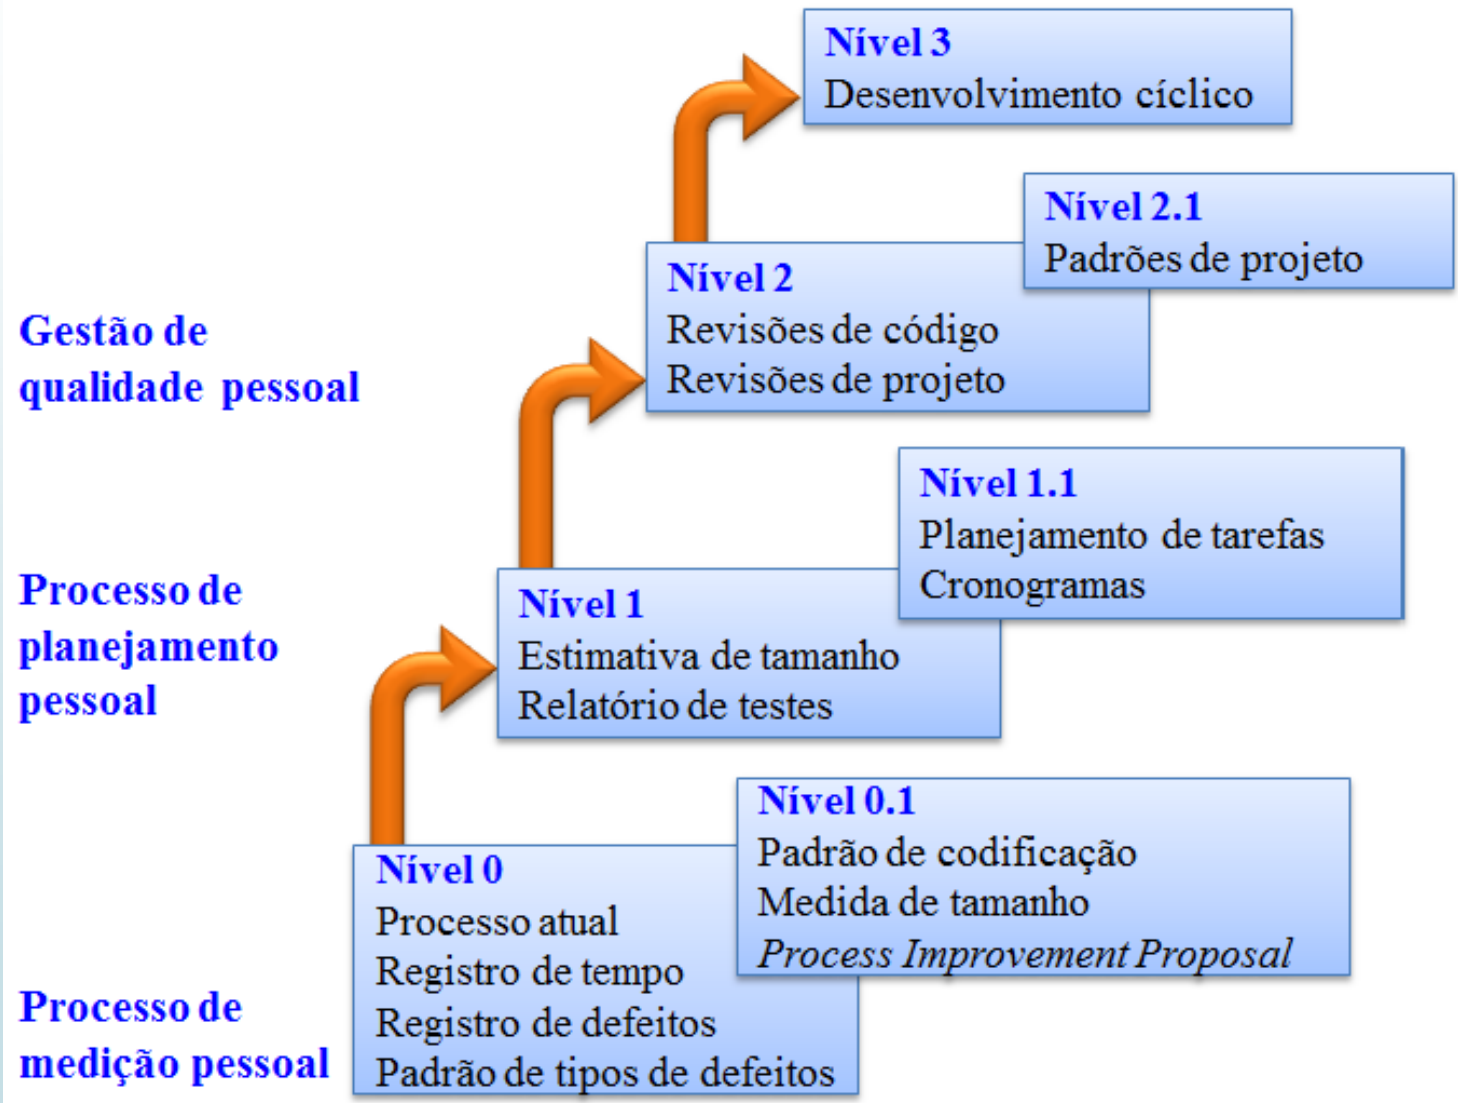 Nível 3
Desenvolvimento cíclico
Nível 2.1
Padrões de projeto
Nível 2
Revisões de código
Revisões de projeto
Gestão de
qualidade pessoal
Nível 1.1
Planejamento de tarefas
Cronogramas
Nível 1
Estimativa de tamanho
Relatório de testes
Processo de
planejamento
pessoal
Nível 0.1
Padrão de codificação
Medida de tamanho
Process Improvement Proposal
Nível 0
Processo atual
Registro de tempo
Registro de defeitos
Padrão de tipos de defeitos
Processo de
medição pessoal